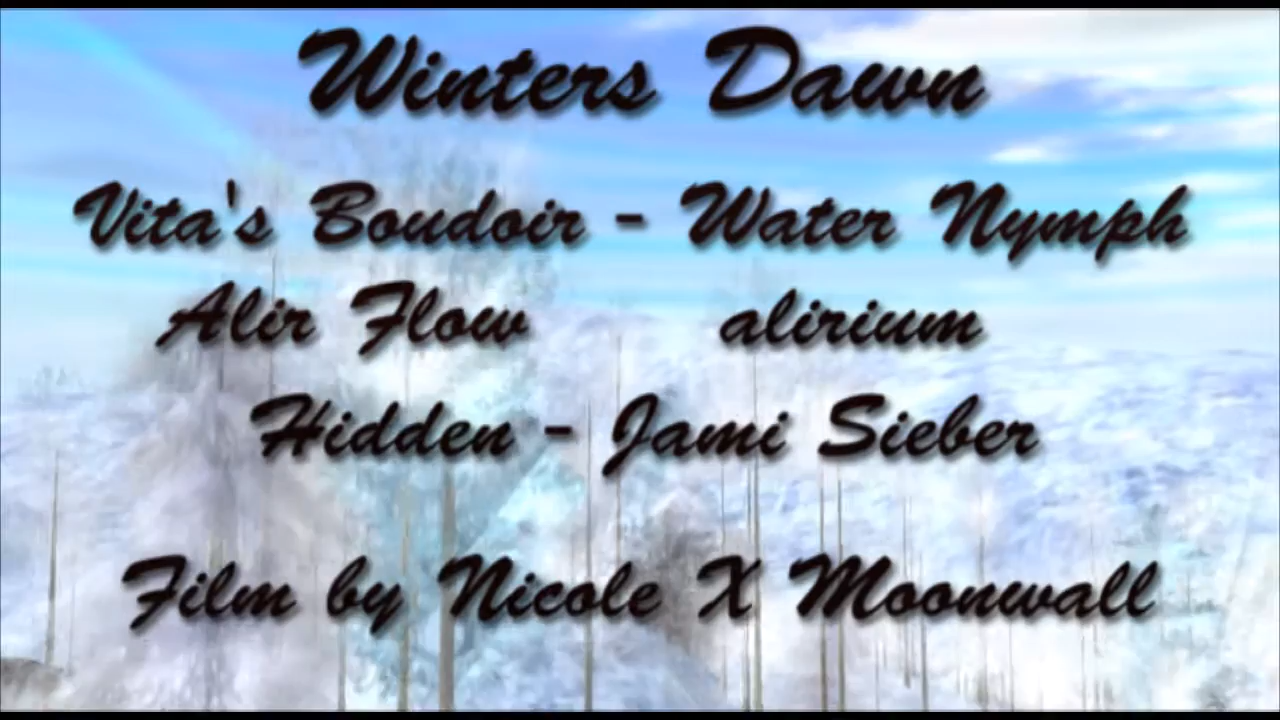 Winters Dawn
Vita's Boudoir - Water Nymph
Alir Flow alirium
Hidden - Jami Sieber
Film by Nicole X Moonwall